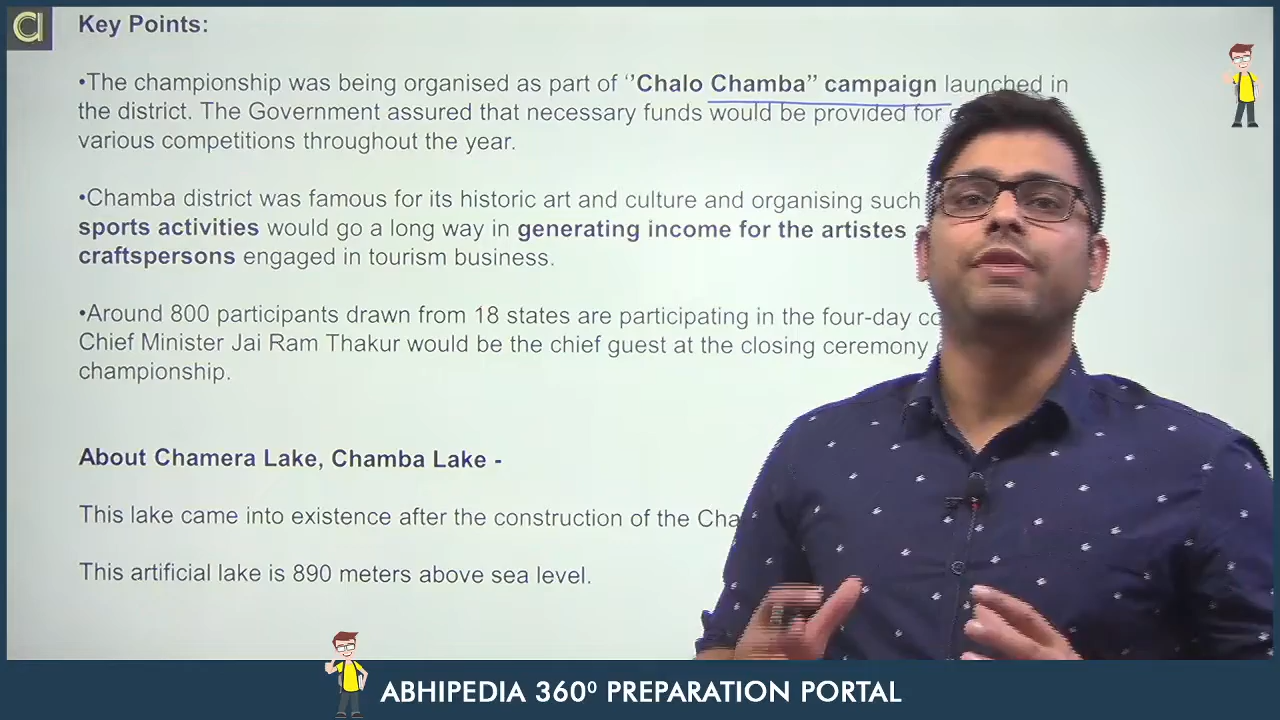 a
Key Points:
•The championship was being organised as part of ‘’Chalo Chamba” campaign launched in
the district. The Government assured that necessary funds would be provided for
various competitions throughout the year.
•Chamba district was famous for its historic art and culture and organising such
sports activities would go a long way in generating income for the artistes
craftspersons engaged in tourism business.
•Around 800 participants drawn from 18 states are participating in the four-day
Chief Minister Jai Ram Thakur would be the chief guest at the closing ceremony
championship.
About Chamera Lake, Chamba Lake -
This lake came into existence after the construction of the
This artificial lake is 890 meters above sea level.
ABHIPEDIA 360⁰ PREPARATION PORTAL